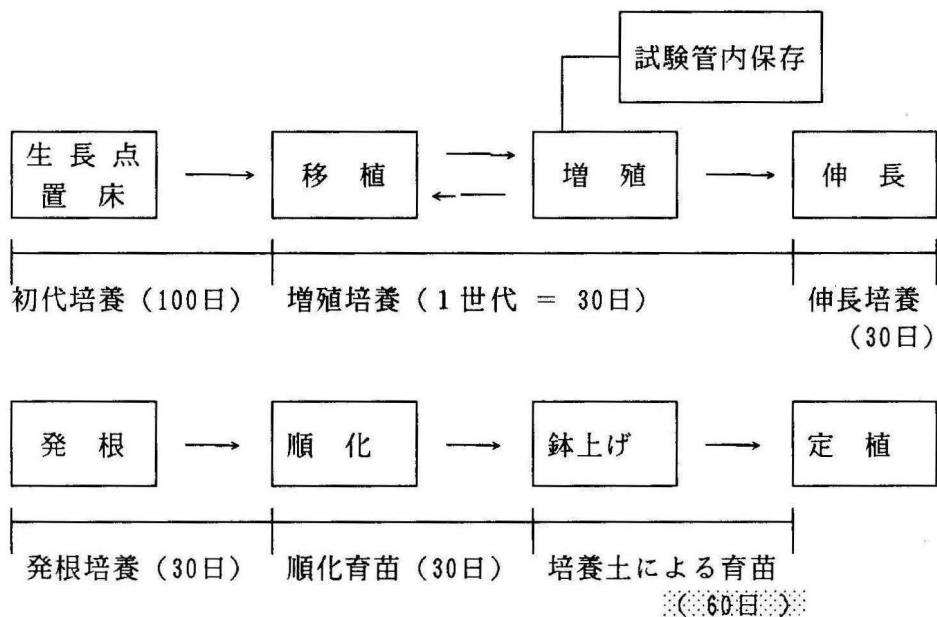 試験管内保存
生長点
置床
移植
増殖
伸長
初代培養（100日）
増殖培養（１世代 ＝ 30日）
伸長培養
（30日）
発根
順化
鉢上げ
定植
発根培養（30日）
順化育苗（30日）
培養土による育苗
（ 60日 ）